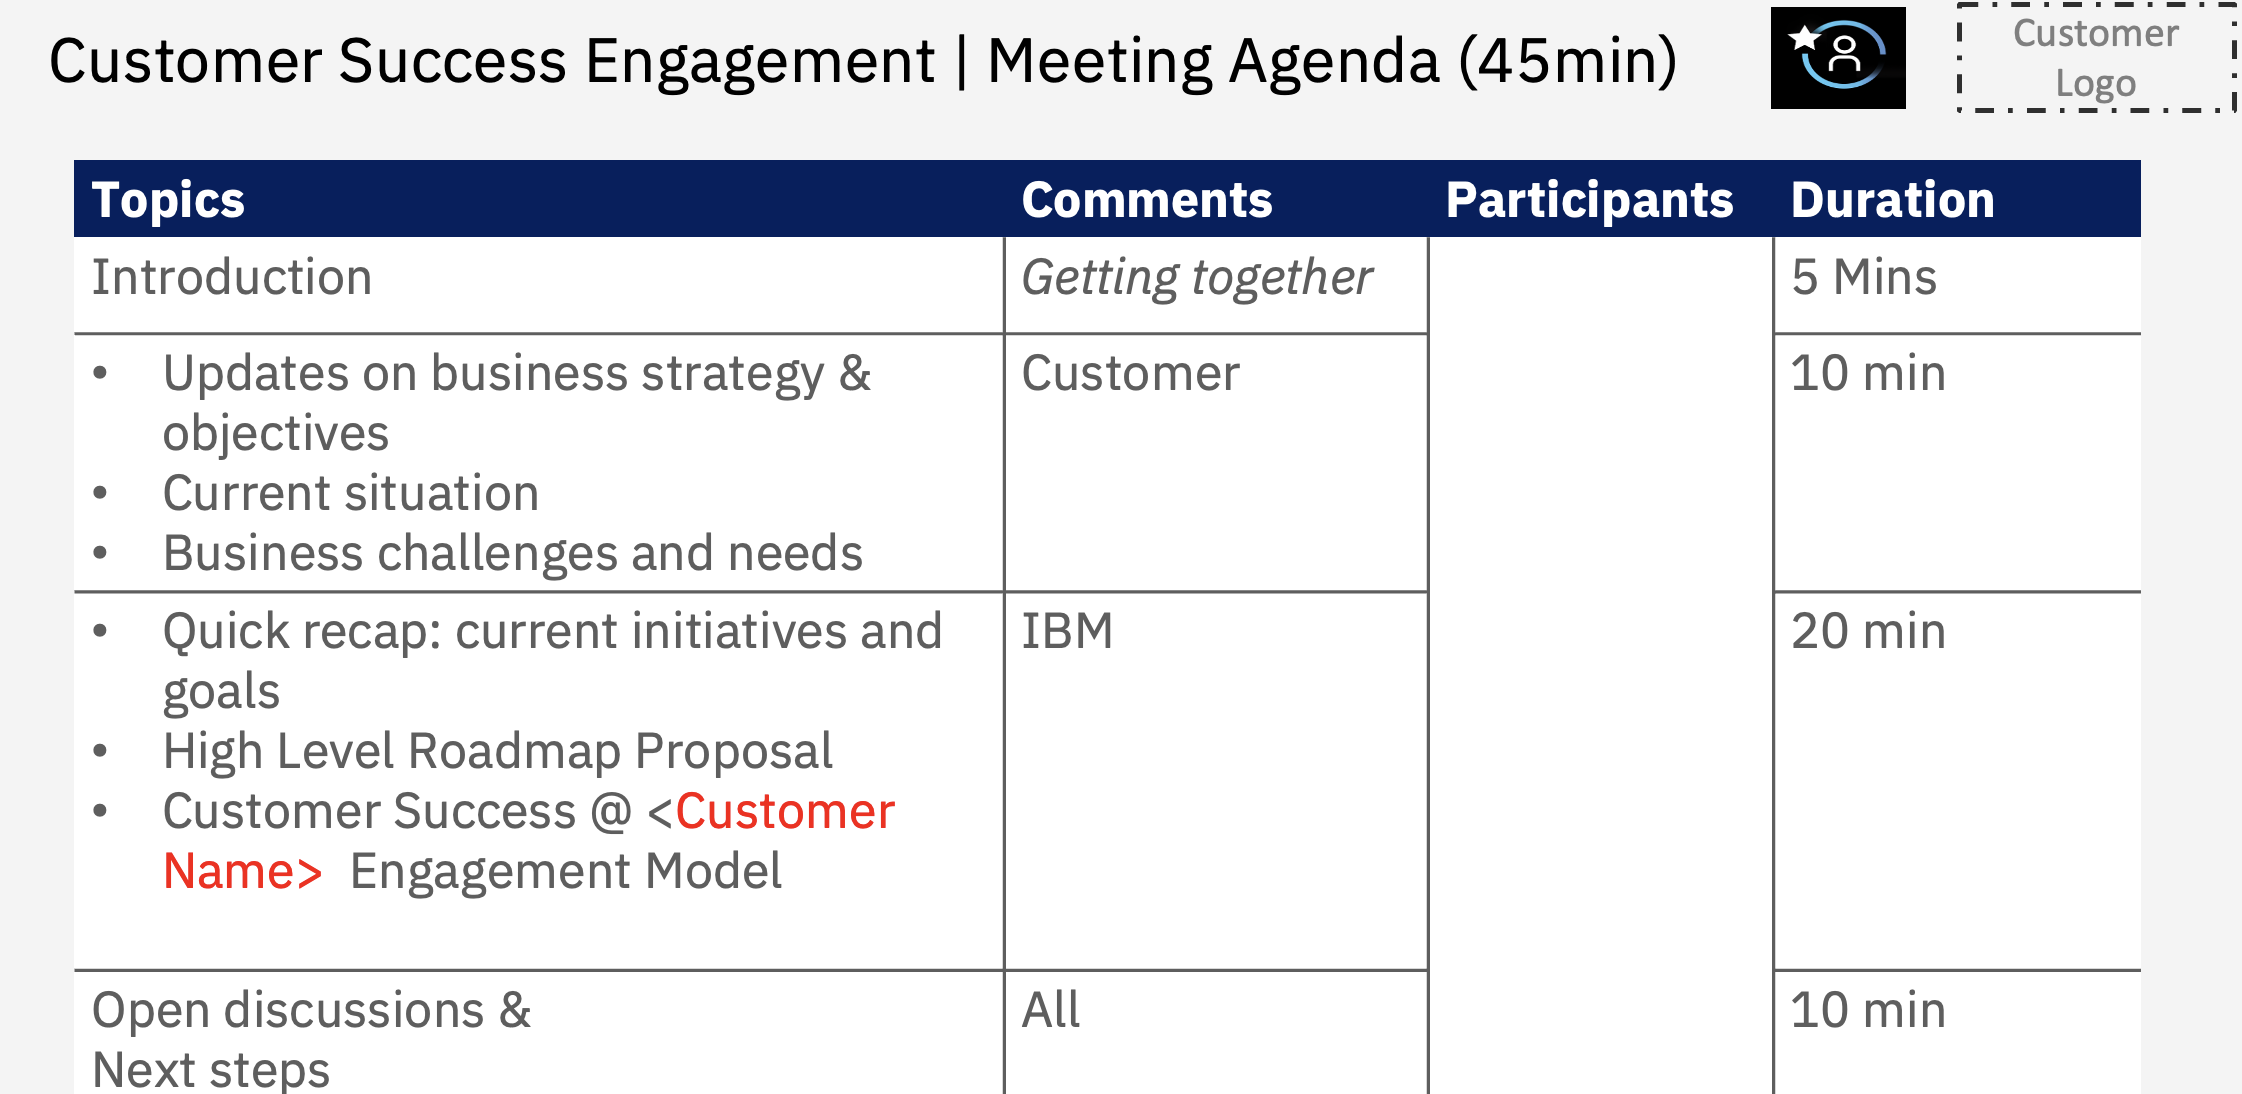 Customer Success Engagement | Meeting Agenda (45min)
Customer
Logo
Topics Comments Participants Duration
Introduction Getting together 5 Mins
• Updates on business strategy &
objectives
• Current situation
• Business challenges and needs
Customer
10 min
• Quick recap: current initiatives and
goals
• High Level Roadmap Proposal
• Customer Success @ <Customer
Name> Engagement Model
IBM
20 min
Open discussions &
Next steps
All
10 min